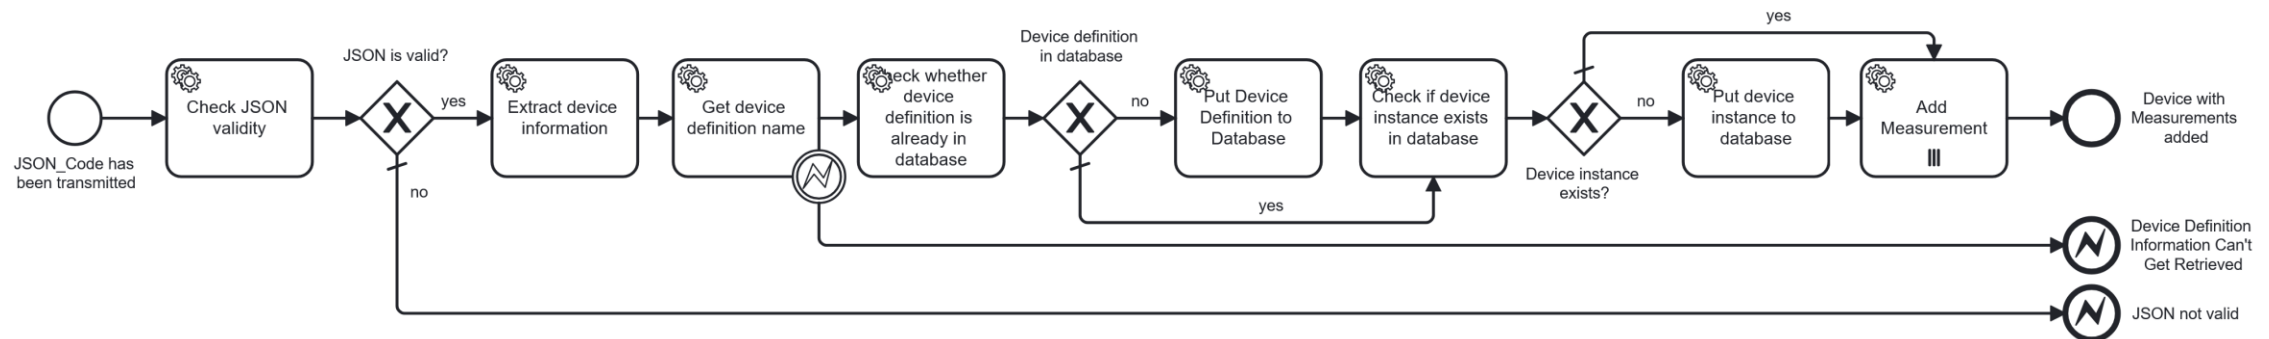 JSON_Code has
been transmitted
Check JSON
validity
JSON is valid?
yes
no
Extract device
information
Get device
definition name
heck whether
device
definition is
already in
database
Device definition
in database
no
yes
Put Device
Definition to
Database
Check if device
instance exists
in database
yes
no
Device instance
exists?
Put device
instance to
database
Add
Measurement
Device with
Measurements
added
Device Definition
Information Can't
Get Retrieved
JSON not valid